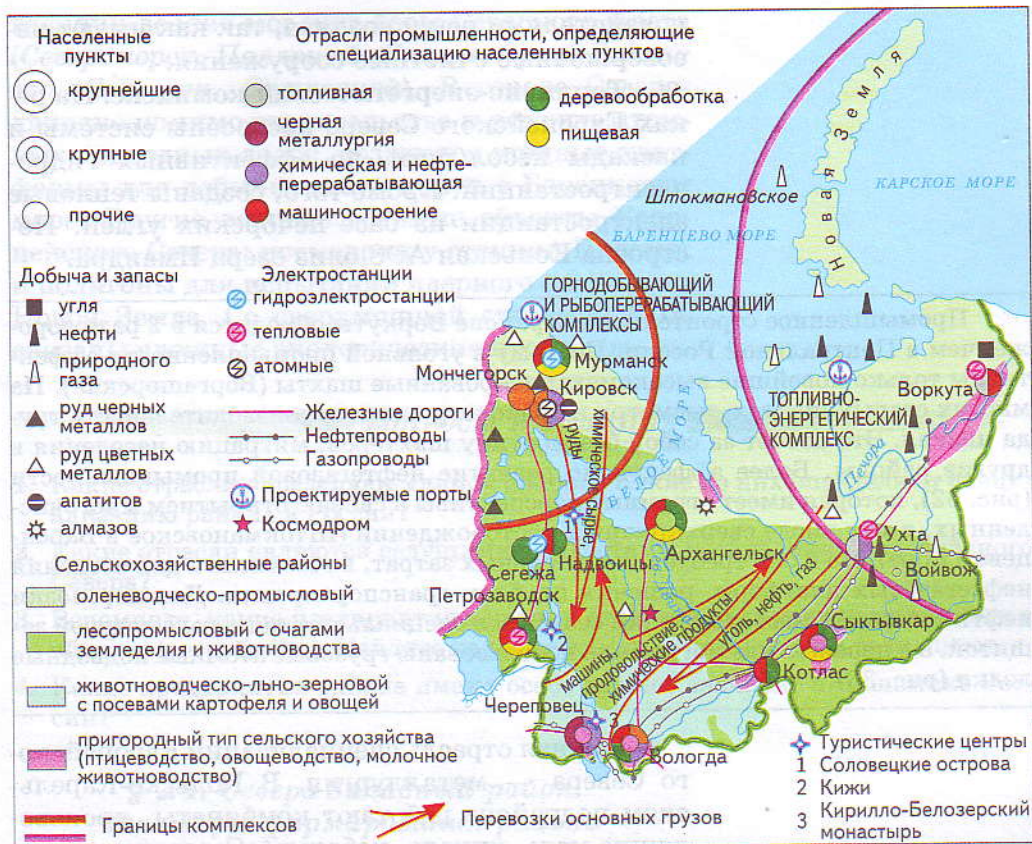 Населенные
пункты
крупнейшие
крупные
прочие
Отрасли промышленности, определяющие
специализацию населенных пунктов
топливная
черная
металлургия
химическая и нефте-
перерабатывающая
машиностроение
деревообработка
пищевая
Добыча и запасы
угля
нефти
природного
газа
руд черных
металлов
руд цветных
металлов
апатитов
алмазов
Электростанции
гидроэлектростанции
тепловые
атомные
Железные дороги
Нефтепроводы
Газопроводы
Проектируемые порты
Космодром
Сельскохозяйственные районы
оленеводческо-промысловый
лесопромысловый с очагами
земледелия и животноводства
животноводческо-льно-зерновой
с посевами картофеля и овощей
пригородный тип сельского хозяйства
(птицеводство, овощеводство, молочное
животноводство)
Границы комплексов
Перевозки основных грузов
Новая Земля
КАРСКОЕ МОРЕ
Штокмановское
БАРЕНЦЕВО МОРЕ
ГОРНОДОБЫВАЮЩИЙ
И РЫБОПЕРЕРАБАТЫВАЮЩИЙ
КОМПЛЕКСЫ
Мурманск
Мончегорск
Кировск
руды
химическое сырье
БЕЛОЕ МОРЕ
ТОПЛИВНО-
ЭНЕРГЕТИЧЕСКИЙ
КОМПЛЕКС
Воркута
Печора
1
Архангельск
Ухта
Войвож
Сегежа
Надвоицы
Петрозаводск
2
Сыктывкар
машины,
продовольствие,
химические продукты
уголь, нефть, газ
Котлас
Череповец
3
Вологда
Туристические центры
1 Соловецкие острова
2 Кижи
3 Кирилло-Белозерский
монастырь